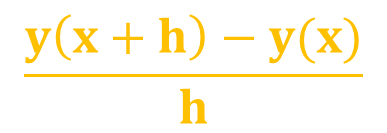 y(x + h) − y(x)
h